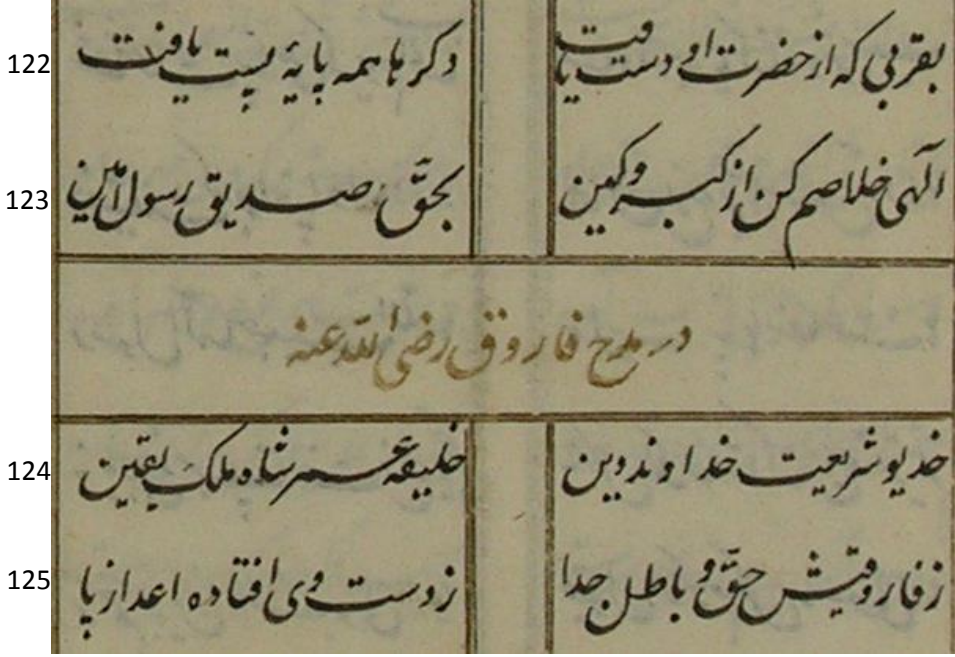 122 بقربی که از حضرت او دست یافت دکرها همه پایهٔ پست یافت
123 الهی خلاصم کن از کبر و کین بحقّ صدیق رسول امین
در مدح فاروق رضی الله عنه
124 خدیو شریعت خداوند دین خلیفه عمر شاه ملک یقین
125 ز فاروقیش حقّ و باطل جدا ز دست وی افتاده اعدا ز پا